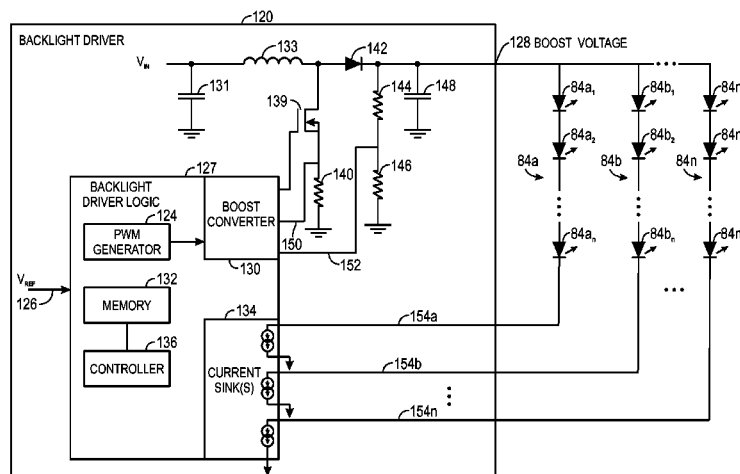 120
BACKLIGHT DRIVER
128 BOOST VOLTAGE
133
142
V_IN
131
144
148
139
84a₁
84b₁
84n
84a₂
84n
127
140
146
84a
84b
84n
BACKLIGHT
DRIVER LOGIC
124
PWM
GENERATOR
BOOST
CONVERTER
150
130
152
84aₙ
84bₙ
84n
V_REF
126
132
MEMORY
134
154a
136
CONTROLLER
CURRENT
SINK(S)
154b
154n